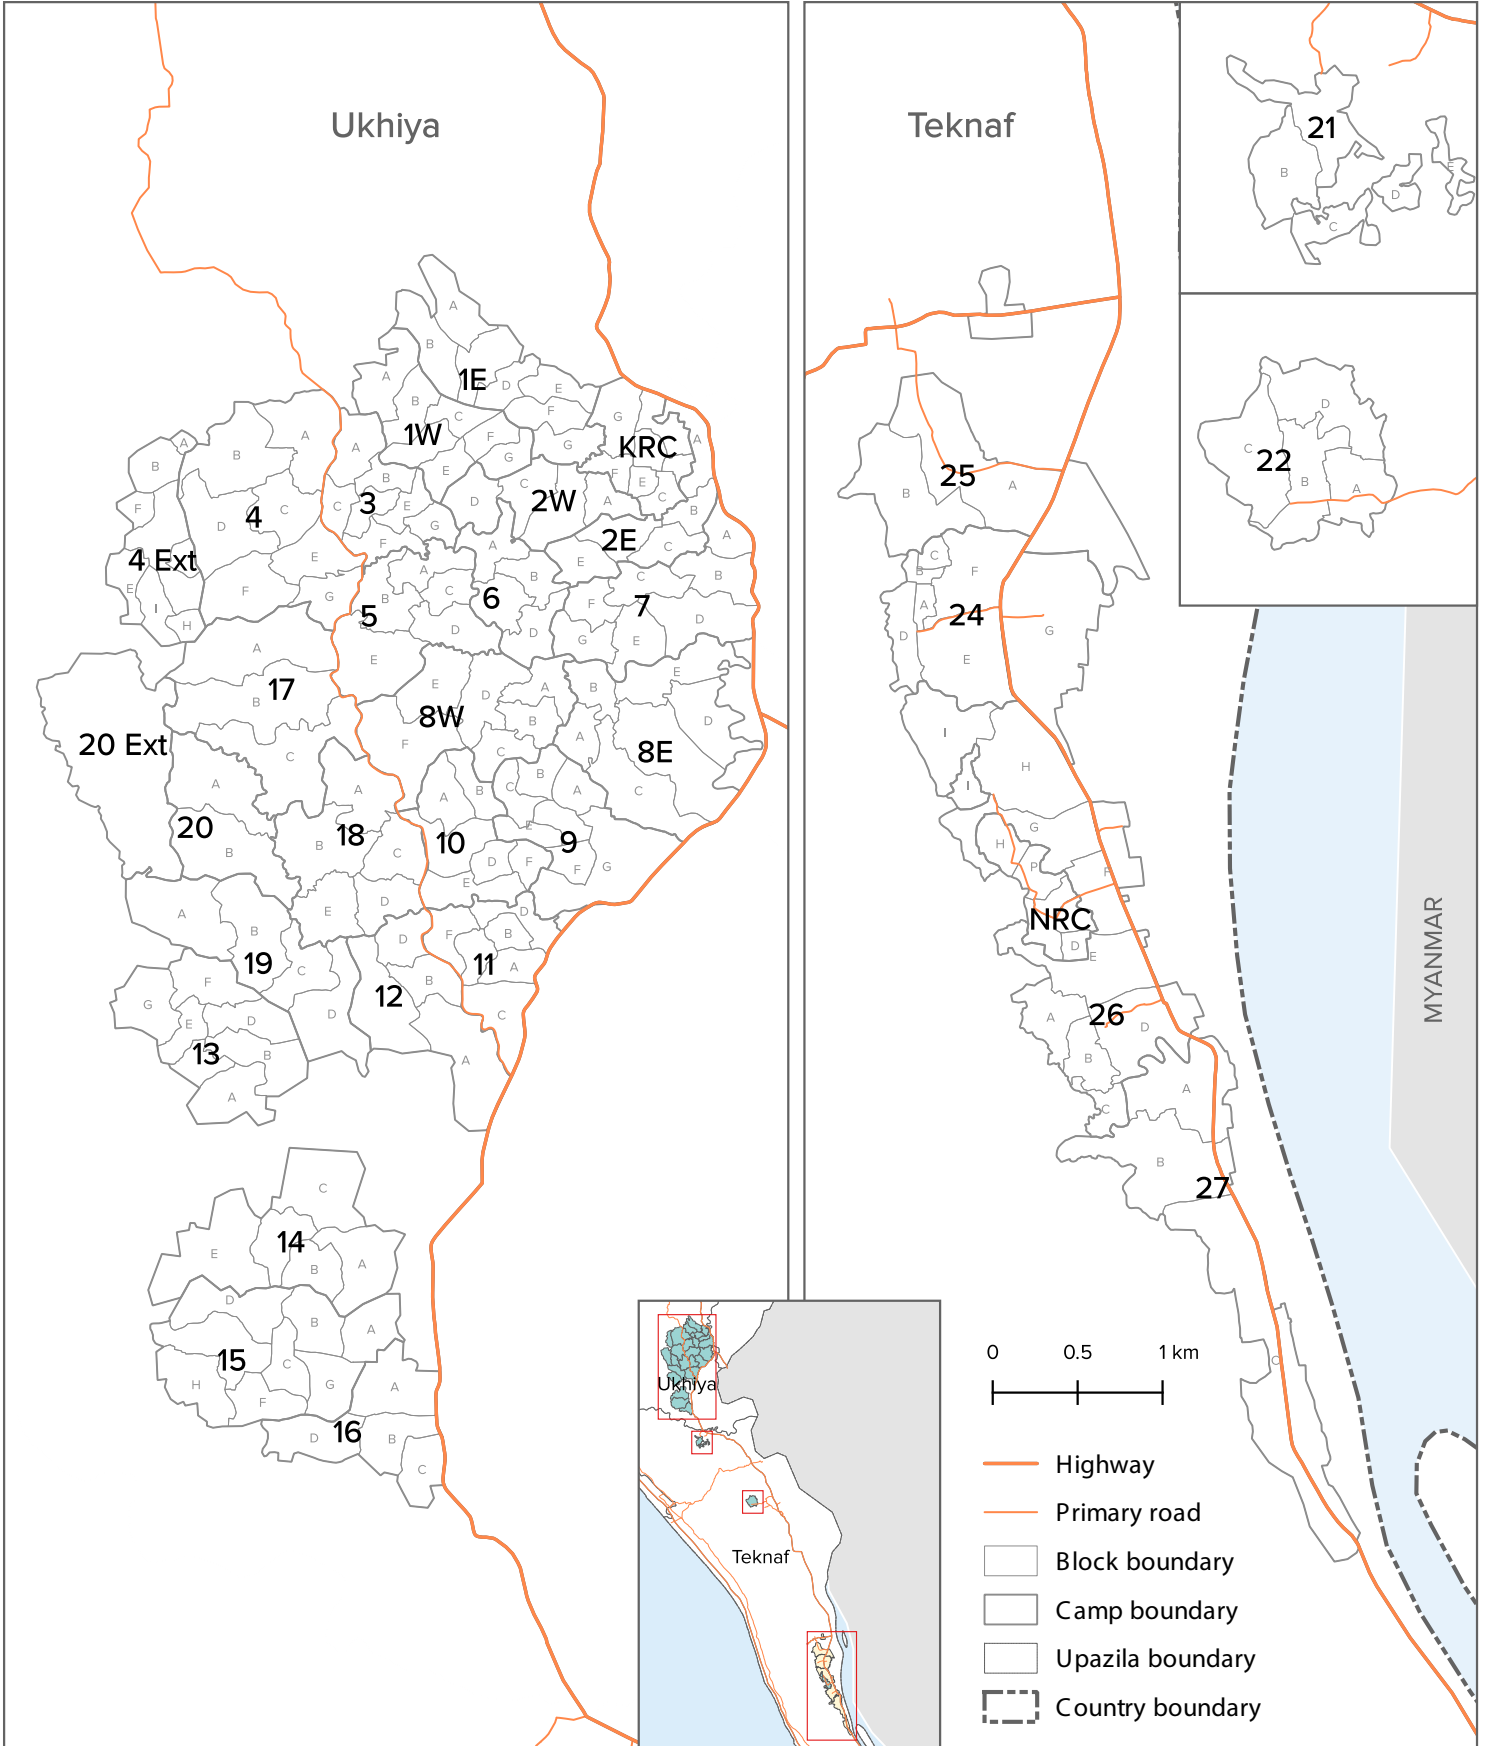 Ukhiya
A
B
1E
D
E
A
B
C
F
G
1W
KRC
A
F
G
G
E
A
B
A
A
B
4
C
D
E
F
G
B
F
4 Ext
E
I
H
A
B
3
C
E
G
F
D
C
2W
A
F
E
C
B
2E
E
C
A
B
A
B
C
5
D
E
A
B
6
D
C
7
F
G
E
D
A
17
B
C
20 Ext
A
20
B
E
8W
D
A
B
C
F
B
A
E
D
8E
C
A
18
B
C
E
D
A
B
10
C
D
E
F
B
A
E
9
F
G
A
B
19
C
D
D
B
12
A
F
D
B
11
A
C
F
G
E
D
13
B
A
C
14
E
B
A
D
B
A
15
C
H
F
G
A
16
D
B
C
Teknaf
25
B
A
C
B
F
A
24
D
E
G
I
H
I
G
H
P
F
NRC
D
E
A
26
D
B
C
A
B
27
C
21
B
C
D
E
D
C
22
B
A
MYANMAR
Ukhiya
Teknaf
0 0.5 1 km
Highway
Primary road
Block boundary
Camp boundary
Upazila boundary
Country boundary